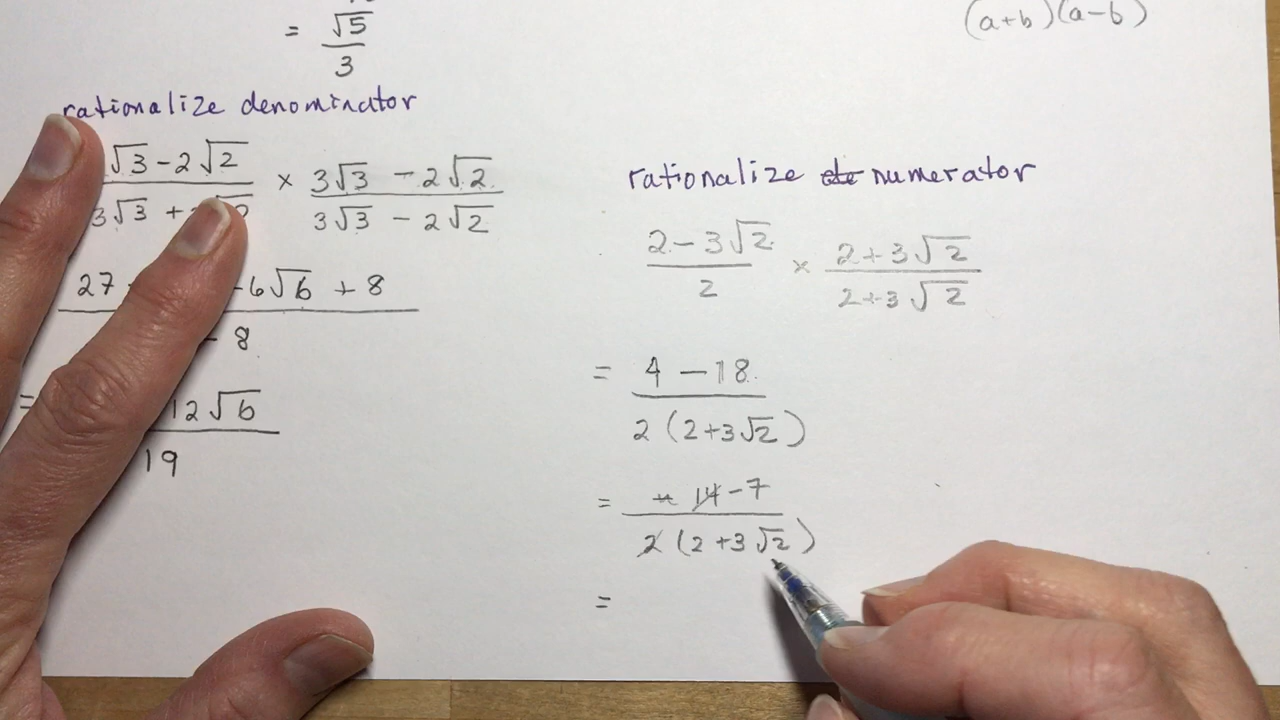 = √5
3
(a+b)(a-b)
rationalize denominator
√3 - 2√2 × 3√3 - 2√2
3√3 + 3√3 - 2√2
27 -6√6 + 8
- 8
= 12√6
19
rationalize numerator
2 - 3√2 × 2 + 3√2
2 2 + 3√2
= 4 - 18
2 (2 + 3√2)
= 14 - 7
2 (2 + 3√2)
=